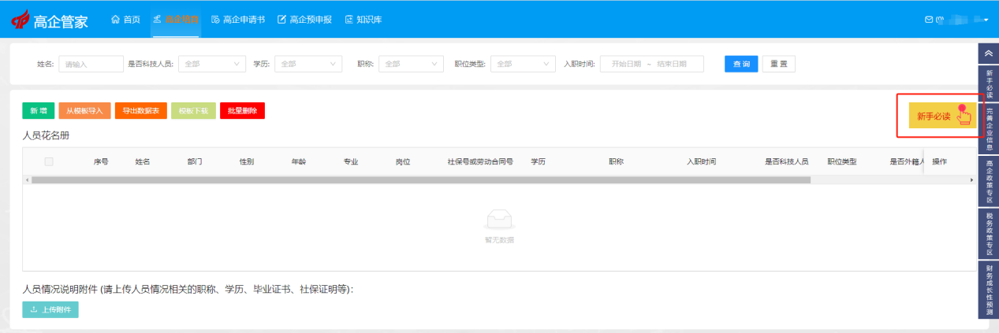 高企管家
首页
高企培育
高企申请书
高企预申报
知识库
(0)
姓名: 请输入 是否科技人员: 全部 学历: 全部 职称: 全部 职位类型: 全部 入职时间: 开始日期 ~ 结束日期 查 询 重 置
新 增 从模板导入 导出数据表 模板下载 批量删除
新手必读
人员花名册
序号 姓名 部门 性别 年龄 专业 岗位 社保号或劳动合同号 学历 职称 入职时间 是否科技人员 职位类型 是否外籍人 操作
暂无数据
人员情况说明附件 (请上传人员情况相关的职称、学历、毕业证书、社保证明等):
上传附件
新手必读
完善企业信息
高企政策专区
税务政策专区
财务成长性预测